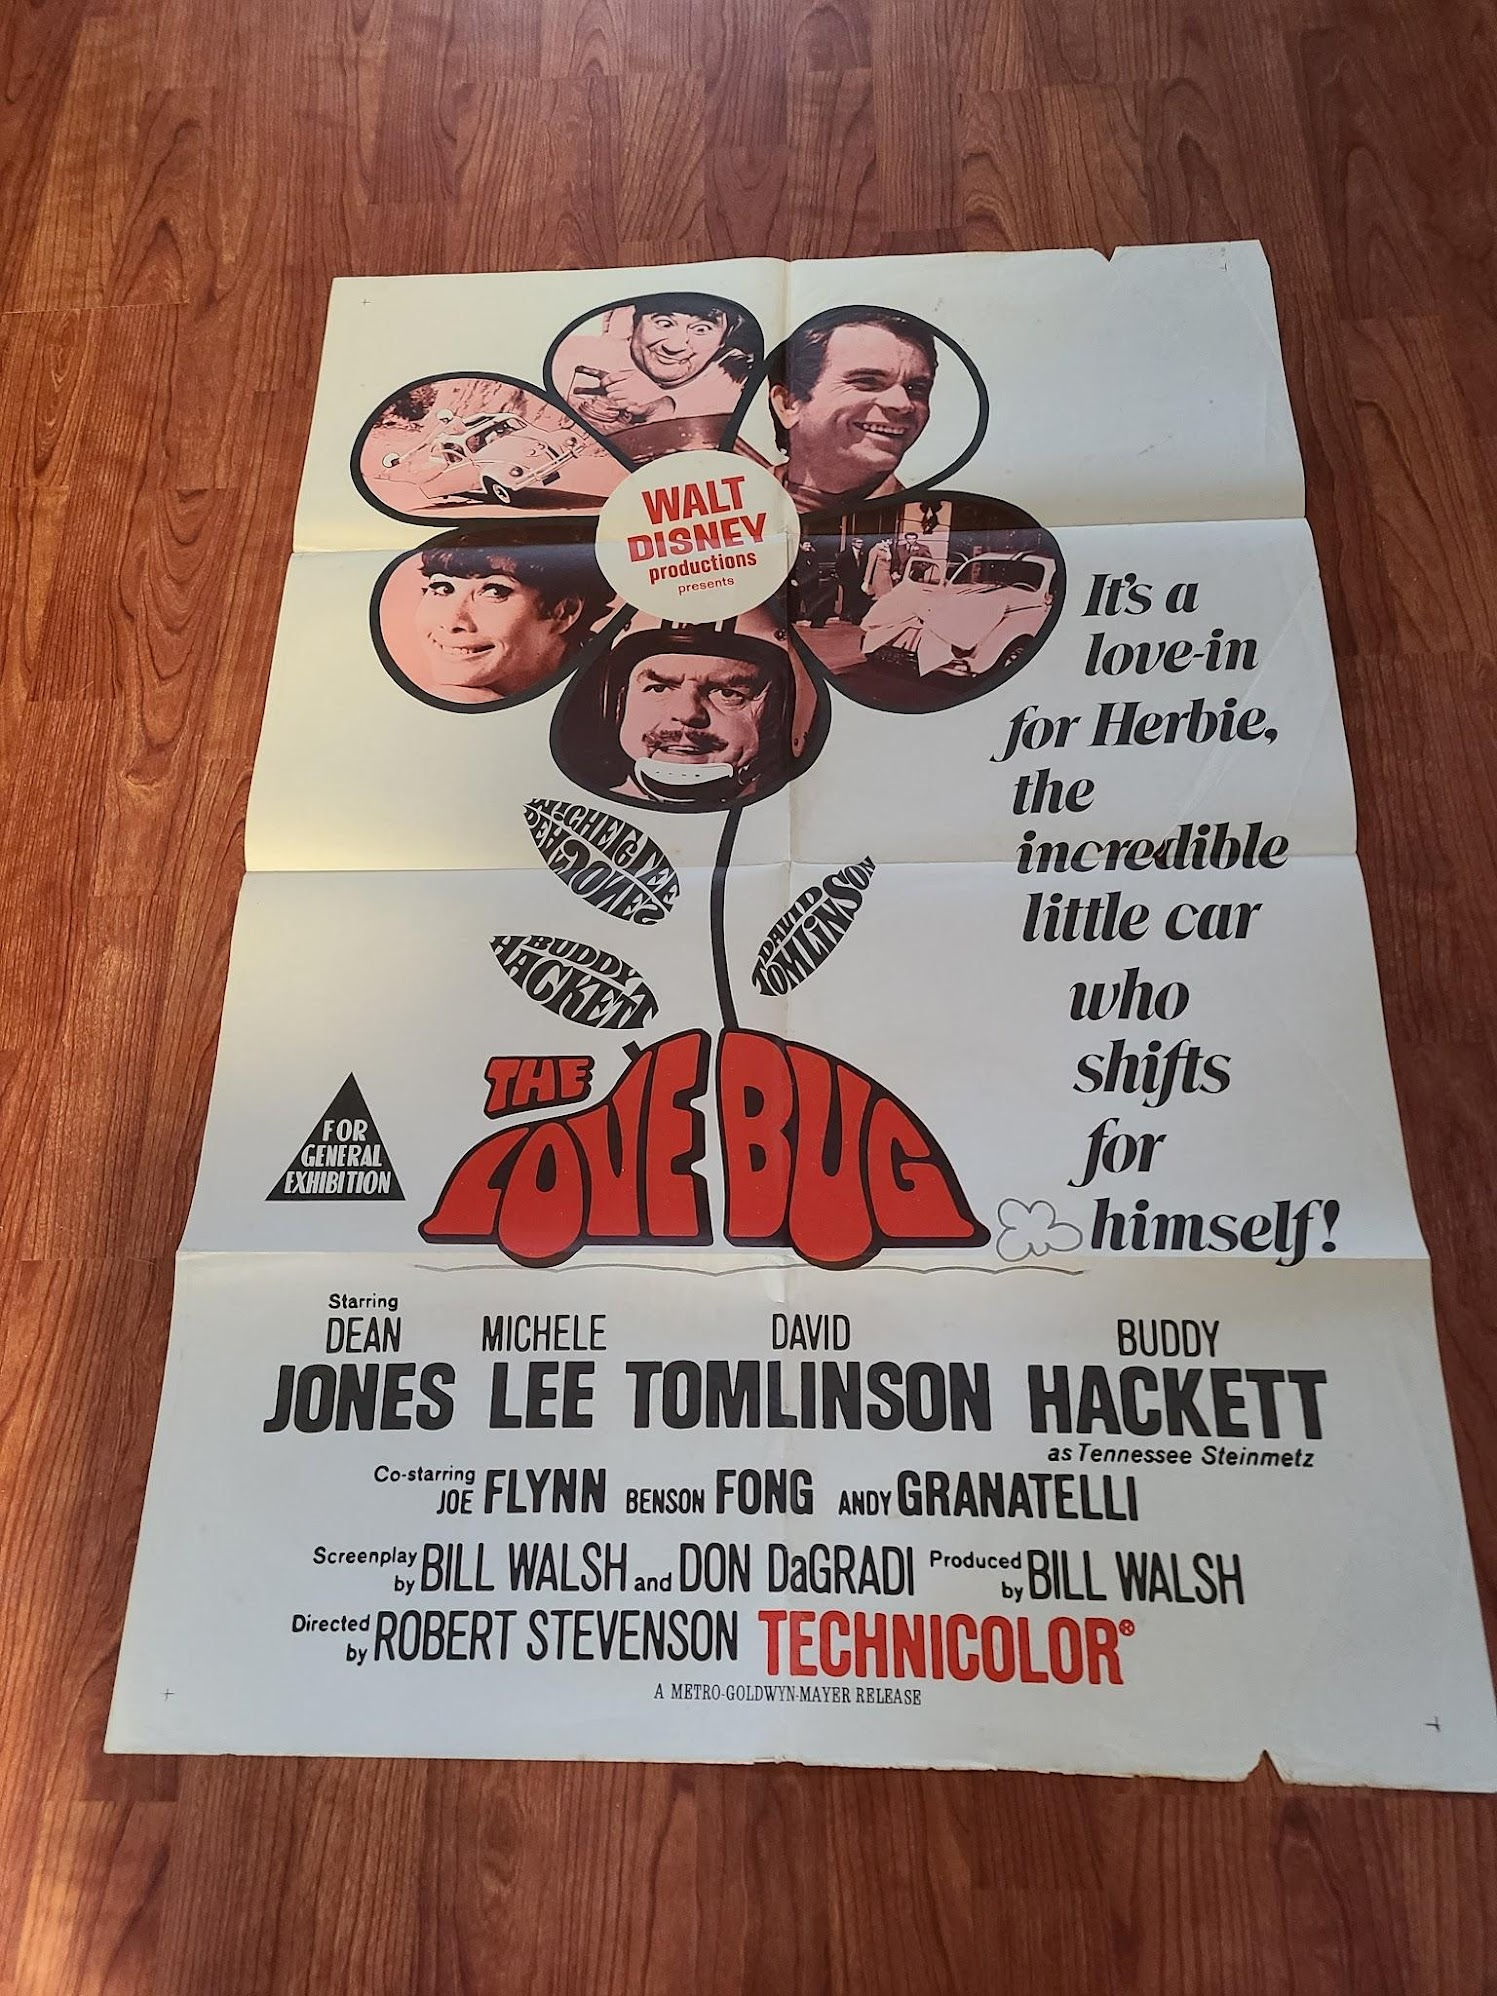 WALT
DISNEY
productions
presents
It's a
love-in
for Herbie,
the
incredible
little car
who
shifts
for
himself!
MICHELE LEE
DEAN JONES
DAVID
TOMLINSON
BUDDY
HACKETT
THE
LOVE BUG
FOR
GENERAL
EXHIBITION
Starring
DEAN MICHELE DAVID BUDDY
JONES LEE TOMLINSON HACKETT
as Tennessee Steinmetz
Co-starring
JOE FLYNN BENSON FONG ANDY GRANATELLI
Screenplay by BILL WALSH and DON DaGRADI Produced by BILL WALSH
Directed by ROBERT STEVENSON TECHNICOLOR®
A METRO-GOLDWYN-MAYER RELEASE